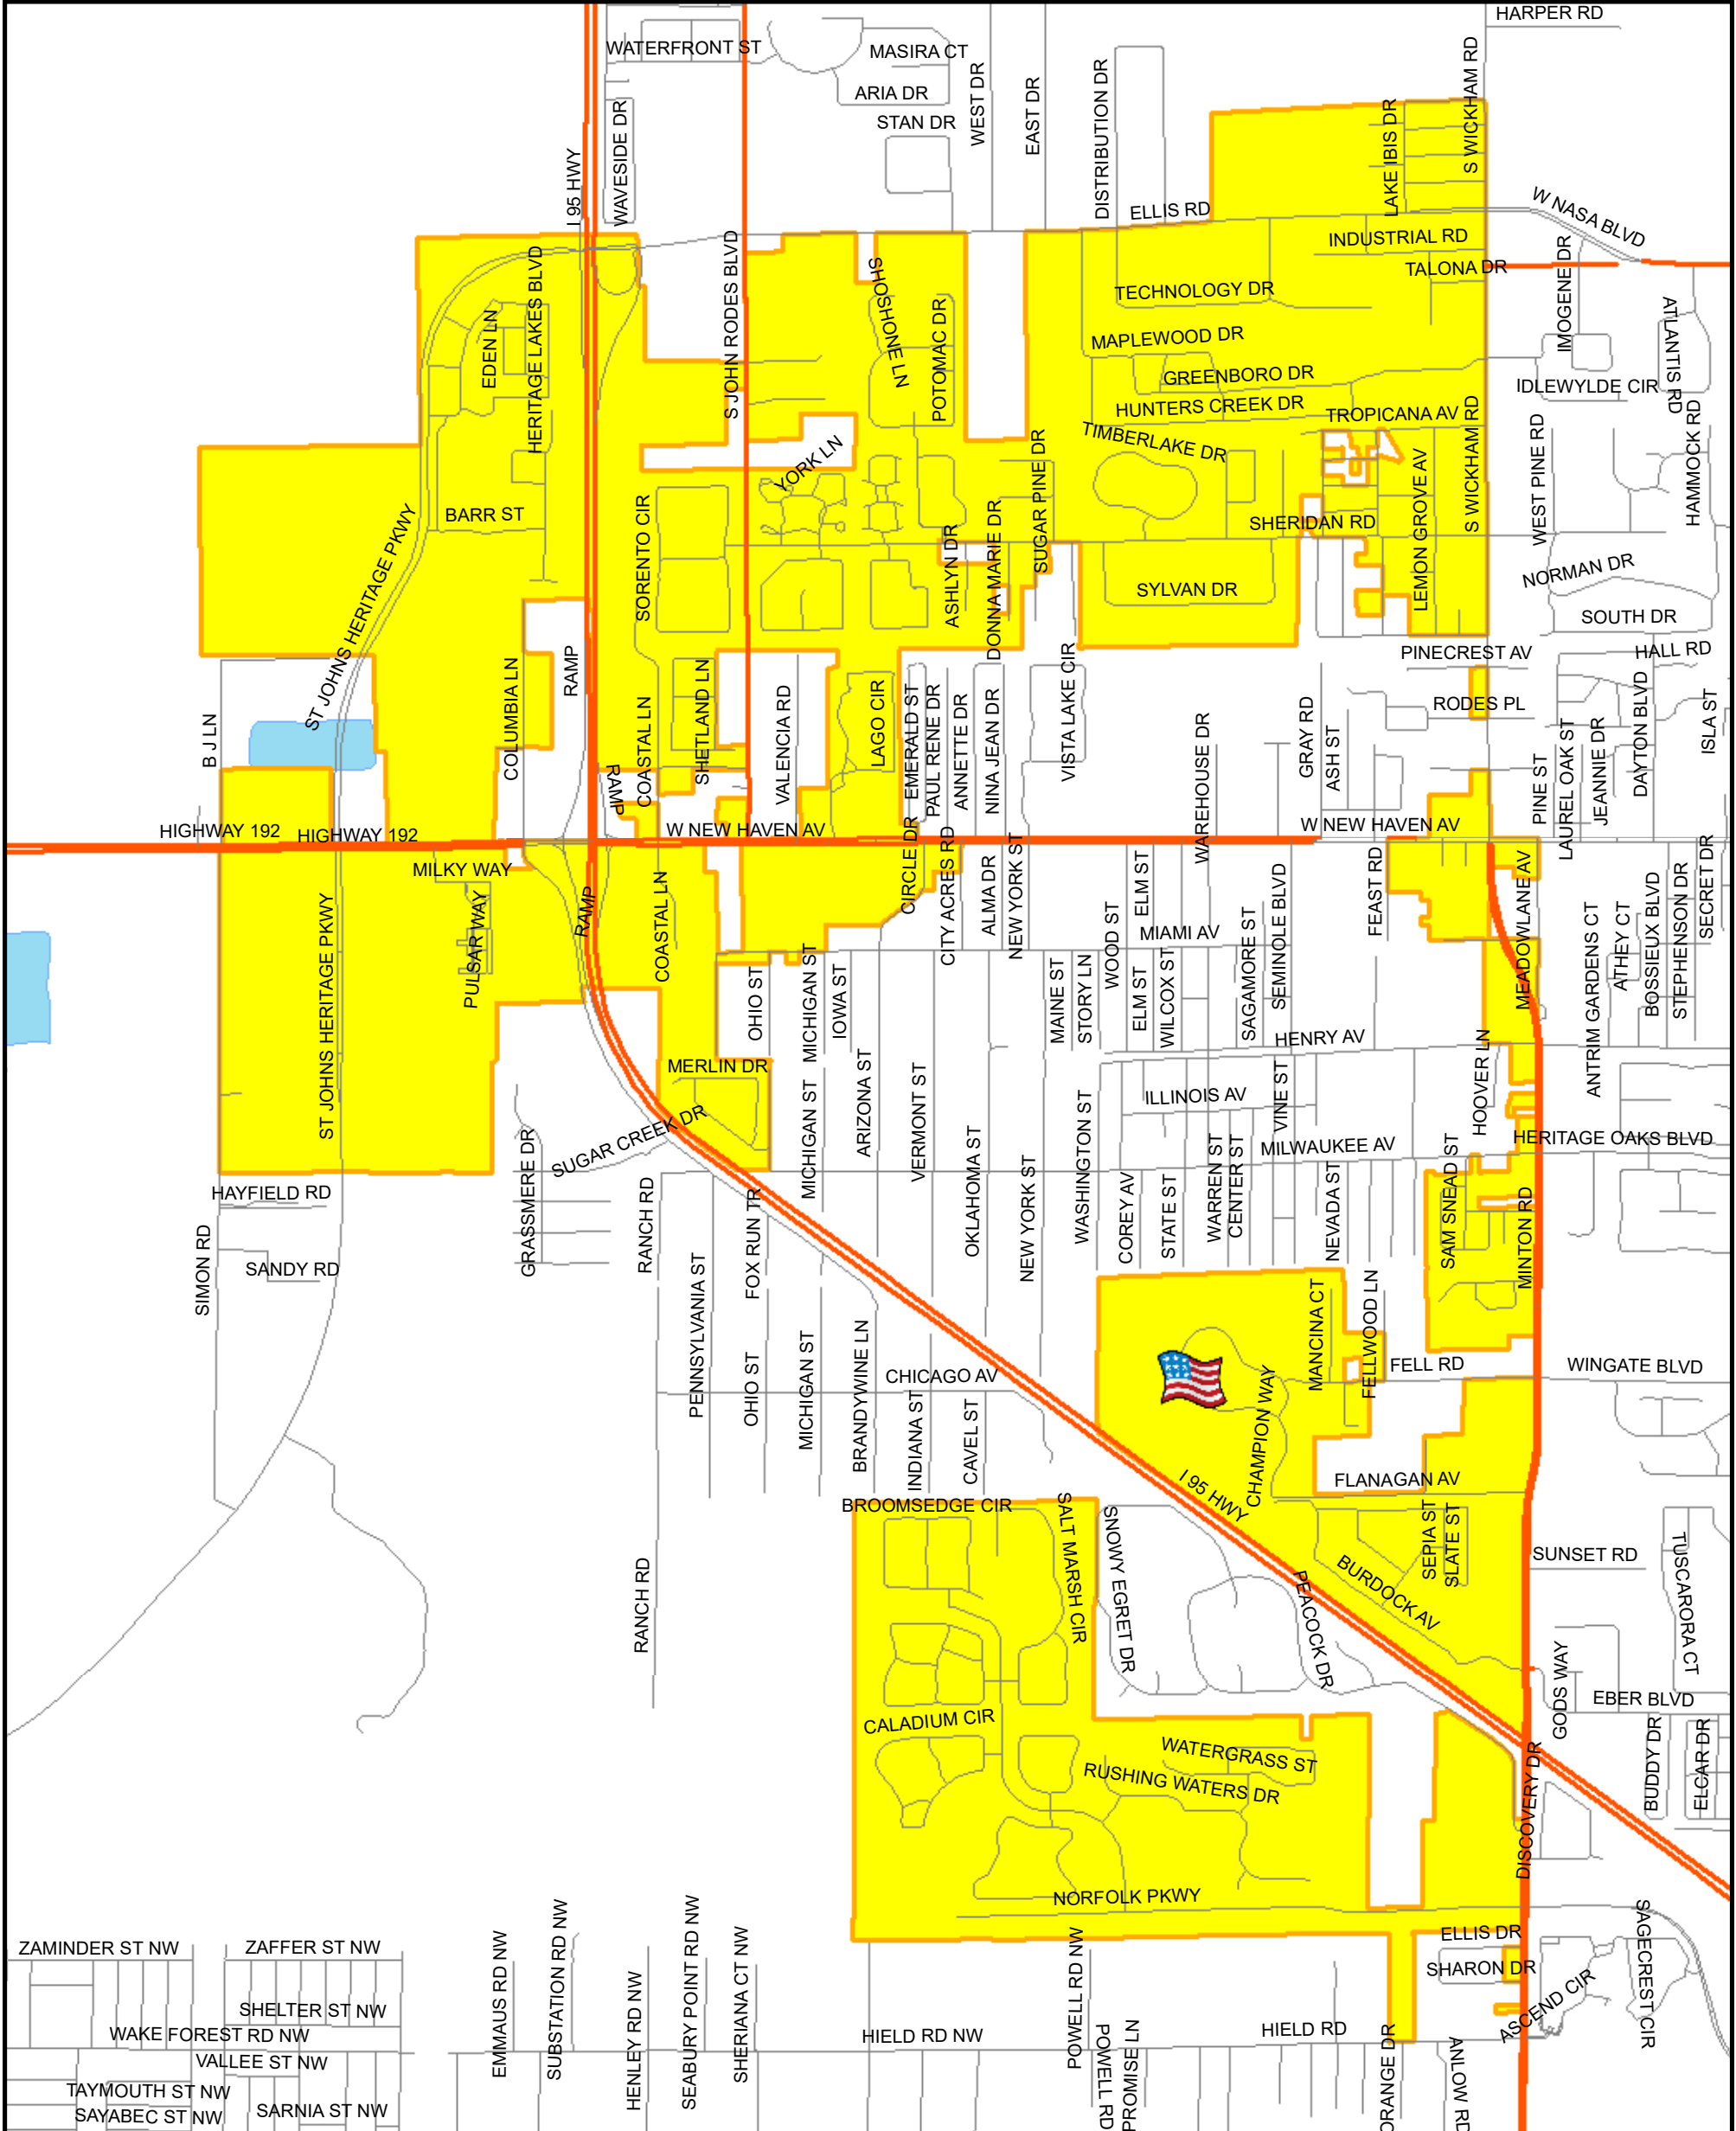 HARPER RD
WATERFRONT ST
MASIRA CT
ARIA DR
STAN DR
WEST DR
EAST DR
DISTRIBUTION DR
LAKE IBIS DR
S WICKHAM RD
I 95 HWY
WAVESIDE DR
ELLIS RD
W NASA BLVD
INDUSTRIAL RD
TALONA DR
IMOGENE DR
TECHNOLOGY DR
ATLANTIS RD
HERITAGE LAKES BLVD
EDEN LN
S JOHN RODES BLVD
SHOSHONE LN
POTOMAC DR
MAPLEWOOD DR
GREENBORO DR
IDLEWYLDE CIR
HUNTERS CREEK DR
TROPICANA AV
S WICKHAM RD
HAMMOCK RD
TIMBERLAKE DR
YORK LN
SUGAR PINE DR
LEMON GROVE AV
WEST PINE RD
BARR ST
SORENTO CIR
SHERIDAN RD
ST JOHNS HERITAGE PKWY
ASHLYN DR
DONNA MARIE DR
SYLVAN DR
NORMAN DR
SOUTH DR
PINECREST AV
HALL RD
RAMP
COLUMBIA LN
B J LN
COASTAL LN
SHETLAND LN
VALENCIA RD
LAGO CIR
EMERALD ST
PAUL RENE DR
ANNETTE DR
NINA JEAN DR
VISTA LAKE CIR
WAREHOUSE DR
GRAY RD
ASH ST
RODES PL
PINE ST
LAUREL OAK ST
JEANNIE DR
DAYTON BLVD
ISLA ST
RAMP
HIGHWAY 192
HIGHWAY 192
W NEW HAVEN AV
W NEW HAVEN AV
MILKY WAY
CIRCLE DR
CITY ACRES RD
ALMA DR
NEW YORK ST
ELM ST
FEAST RD
MEADOWLANE AV
SECRET DR
RAMP
PULSAR WAY
ST JOHNS HERITAGE PKWY
COASTAL LN
WOOD ST
MIAMI AV
SAGAMORE ST
SEMINOLE BLVD
ANTRIM GARDENS CT
ATHEY CT
BOSSIEUX BLVD
STEPHENSON DR
OHIO ST
MICHIGAN ST
IOWA ST
MAINE ST
STORY LN
ELM ST
WILCOX ST
HENRY AV
HOOVER LN
MERLIN DR
ARIZONA ST
VERMONT ST
ILLINOIS AV
VINE ST
SUGAR CREEK DR
MICHIGAN ST
WASHINGTON ST
MILWAUKEE AV
HERITAGE OAKS BLVD
GRASSMERE DR
OKLAHOMA ST
NEW YORK ST
COREY AV
STATE ST
WARREN ST
CENTER ST
NEVADA ST
SAM SNEAD ST
MINTON RD
HAYFIELD RD
SIMON RD
SANDY RD
RANCH RD
FOX RUN TR
PENNSYLVANIA ST
OHIO ST
MICHIGAN ST
BRANDYWINE LN
CHICAGO AV
INDIANA ST
CAVEL ST
MANCINA CT
FELLWOOD LN
FELL RD
WINGATE BLVD
CHAMPION WAY
FLANAGAN AV
I 95 HWY
BROOMSEDGE CIR
SALT MARSH CIR
SNOWY EGRET DR
SEPIA ST
SLATE ST
SUNSET RD
TUSCARORA CT
BURDOCK AV
PEACOCK DR
RANCH RD
GODS WAY
EBER BLVD
CALADIUM CIR
WATERGRASS ST
RUSHING WATERS DR
DISCOVERY DR
BUDDY DR
ELCAR DR
NORFOLK PKWY
ELLIS DR
SHARON DR
SAGECREST CIR
ASCEND CIR
ZAMINDER ST NW
ZAFFER ST NW
EMMAUS RD NW
SUBSTATION RD NW
HENLEY RD NW
SEABURY POINT RD NW
SHERIANA CT NW
POWELL RD NW
SHELTER ST NW
WAKE FOREST RD NW
HIELD RD NW
HIELD RD
VALLEE ST NW
TAYMOUTH ST NW
SAYABEC ST NW
SARNIA ST NW
POWELL RD
PROMISE LN
ORANGE DR
ANLOW RD